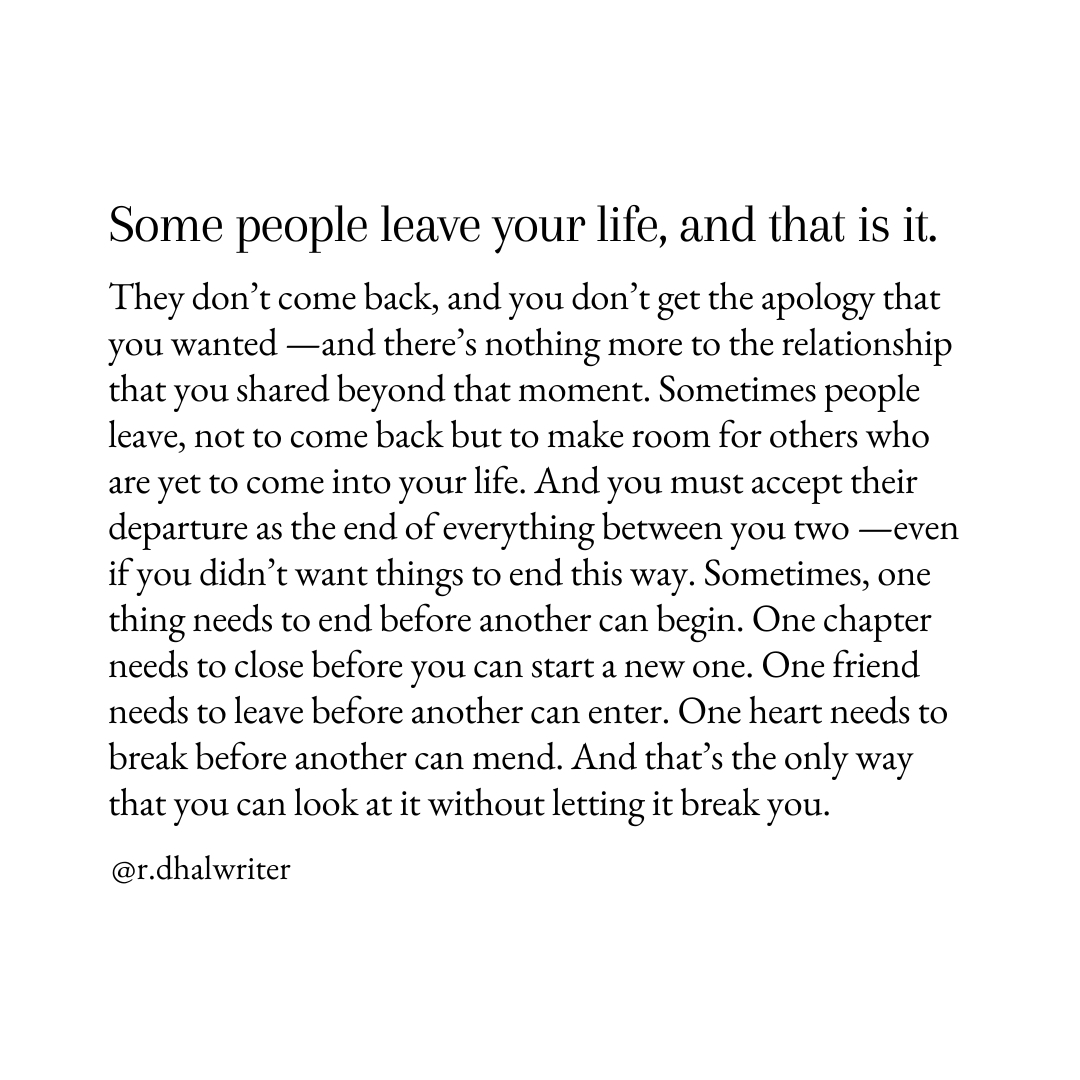 Some people leave your life, and that is it.
They don’t come back, and you don’t get the apology that
you wanted —and there’s nothing more to the relationship
that you shared beyond that moment. Sometimes people
leave, not to come back but to make room for others who
are yet to come into your life. And you must accept their
departure as the end of everything between you two —even
if you didn’t want things to end this way. Sometimes, one
thing needs to end before another can begin. One chapter
needs to close before you can start a new one. One friend
needs to leave before another can enter. One heart needs to
break before another can mend. And that’s the only way
that you can look at it without letting it break you.
@r.dhalwriter